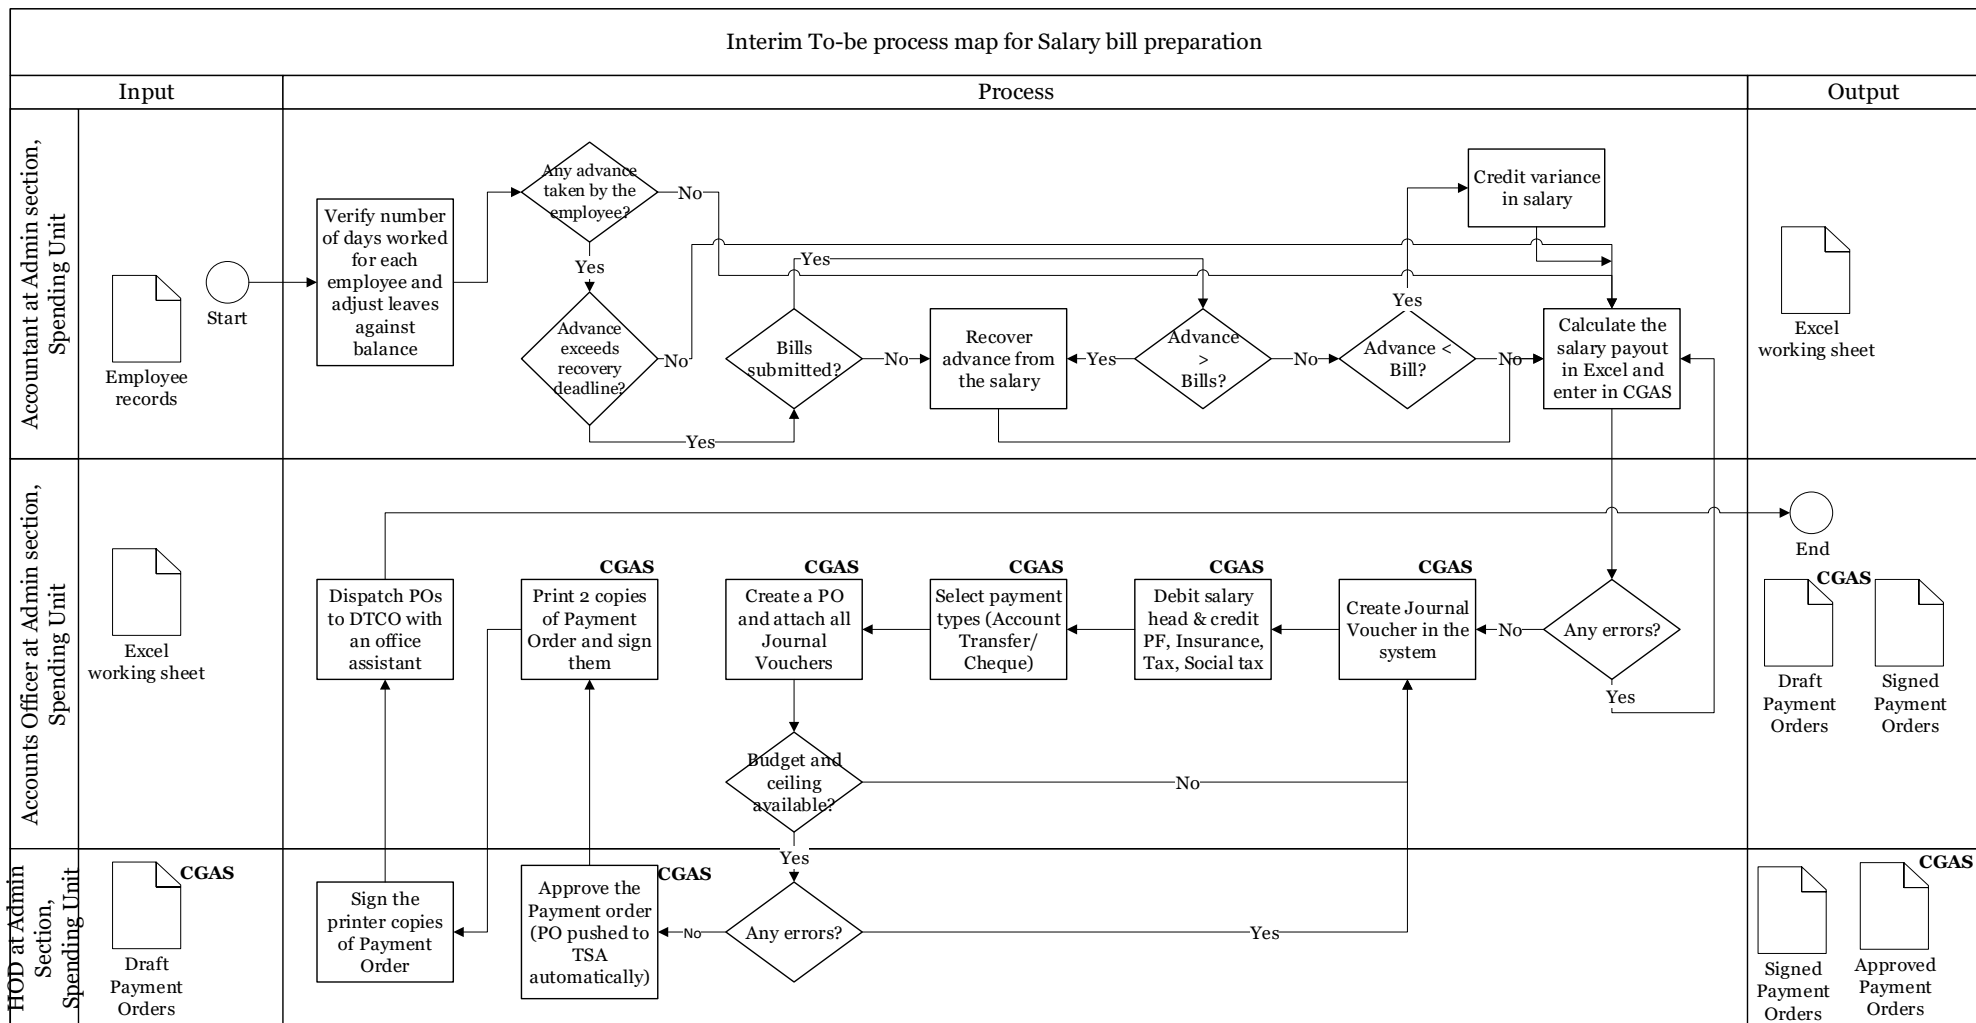 Interim To-be process map for Salary bill preparation
Input
Process
Output
Accountant at Admin section,
Spending Unit
Employee
records
Start
Verify number
of days worked
for each
employee and
adjust leaves
against
balance
Any advance
taken by the
employee?
No
Yes
Advance
exceeds
recovery
deadline?
No
Yes
Bills
submitted?
Yes
No
Recover
advance from
the salary
Yes
Advance
>
Bills?
No
Advance <
Bill?
Yes
No
Credit variance
in salary
Calculate the
salary payout
in Excel and
enter in CGAS
Excel
working sheet
Accounts Officer at Admin section,
Spending Unit
Excel
working sheet
Dispatch POs
to DTCO with
an office
assistant
CGAS
Print 2 copies
of Payment
Order and sign
them
CGAS
Create a PO
and attach all
Journal
Vouchers
CGAS
Select payment
types (Account
Transfer/
Cheque)
CGAS
Debit salary
head & credit
PF, Insurance,
Tax, Social tax
CGAS
Create Journal
Voucher in the
system
No
Any errors?
Yes
Budget and
ceiling
available?
No
Yes
End
CGAS
Draft
Payment
Orders
Signed
Payment
Orders
HOD at Admin
Section,
Spending Unit
CGAS
Draft
Payment
Orders
Sign the
printer copies
of Payment
Order
CGAS
Approve the
Payment order
(PO pushed to
TSA
automatically)
No
Any errors?
Yes
Signed
Payment
Orders
CGAS
Approved
Payment
Orders